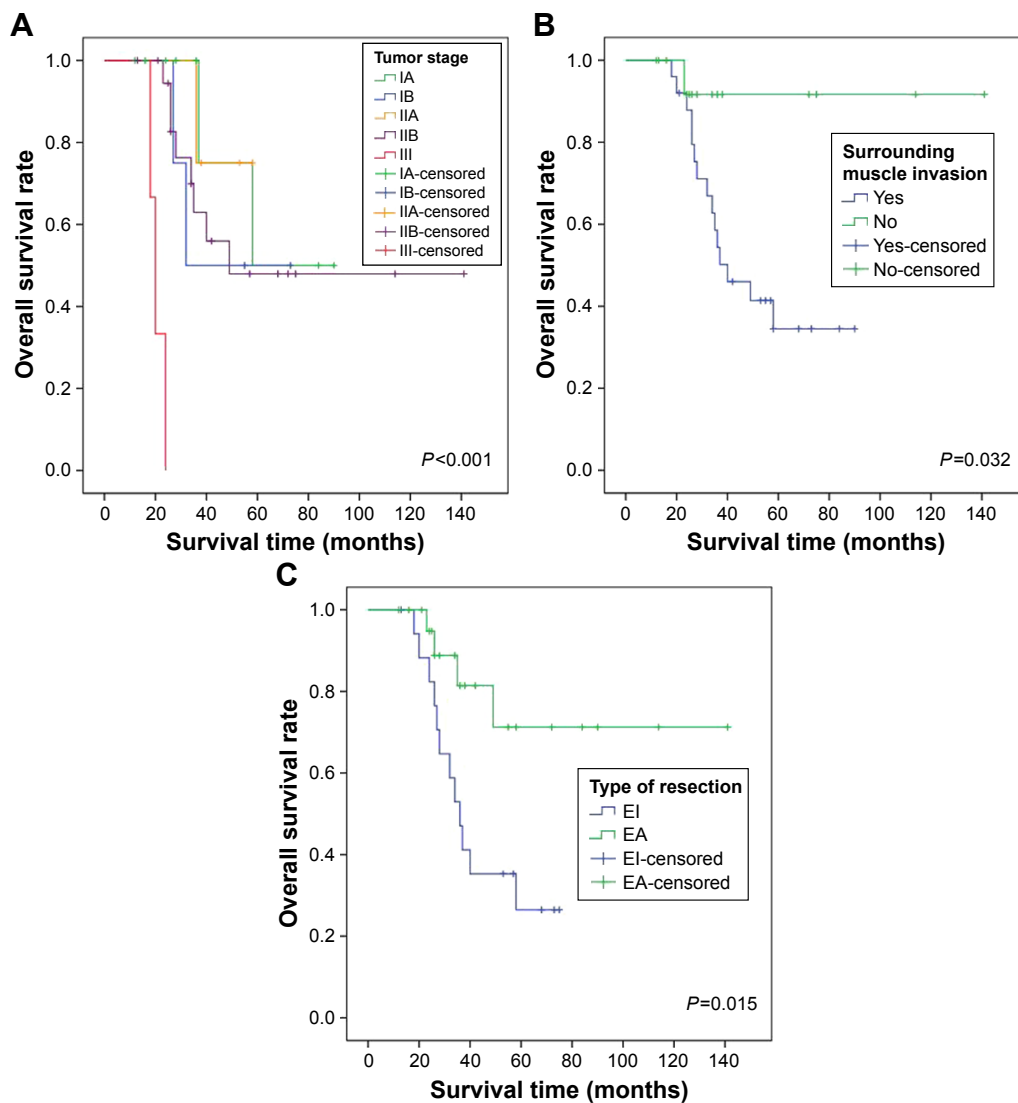 A
Overall survival rate
1.0
0.8
0.6
0.4
0.2
0.0
Tumor stage
IA
IB
IIA
IIB
III
IA-censored
IB-censored
IIA-censored
IIB-censored
III-censored
P<0.001
0 20 40 60 80 100 120 140
Survival time (months)
B
Overall survival rate
1.0
0.8
0.6
0.4
0.2
0.0
Surrounding
muscle invasion
Yes
No
Yes-censored
No-censored
P=0.032
0 20 40 60 80 100 120 140
Survival time (months)
C
Overall survival rate
1.0
0.8
0.6
0.4
0.2
0.0
Type of resection
EI
EA
EI-censored
EA-censored
P=0.015
0 20 40 60 80 100 120 140
Survival time (months)